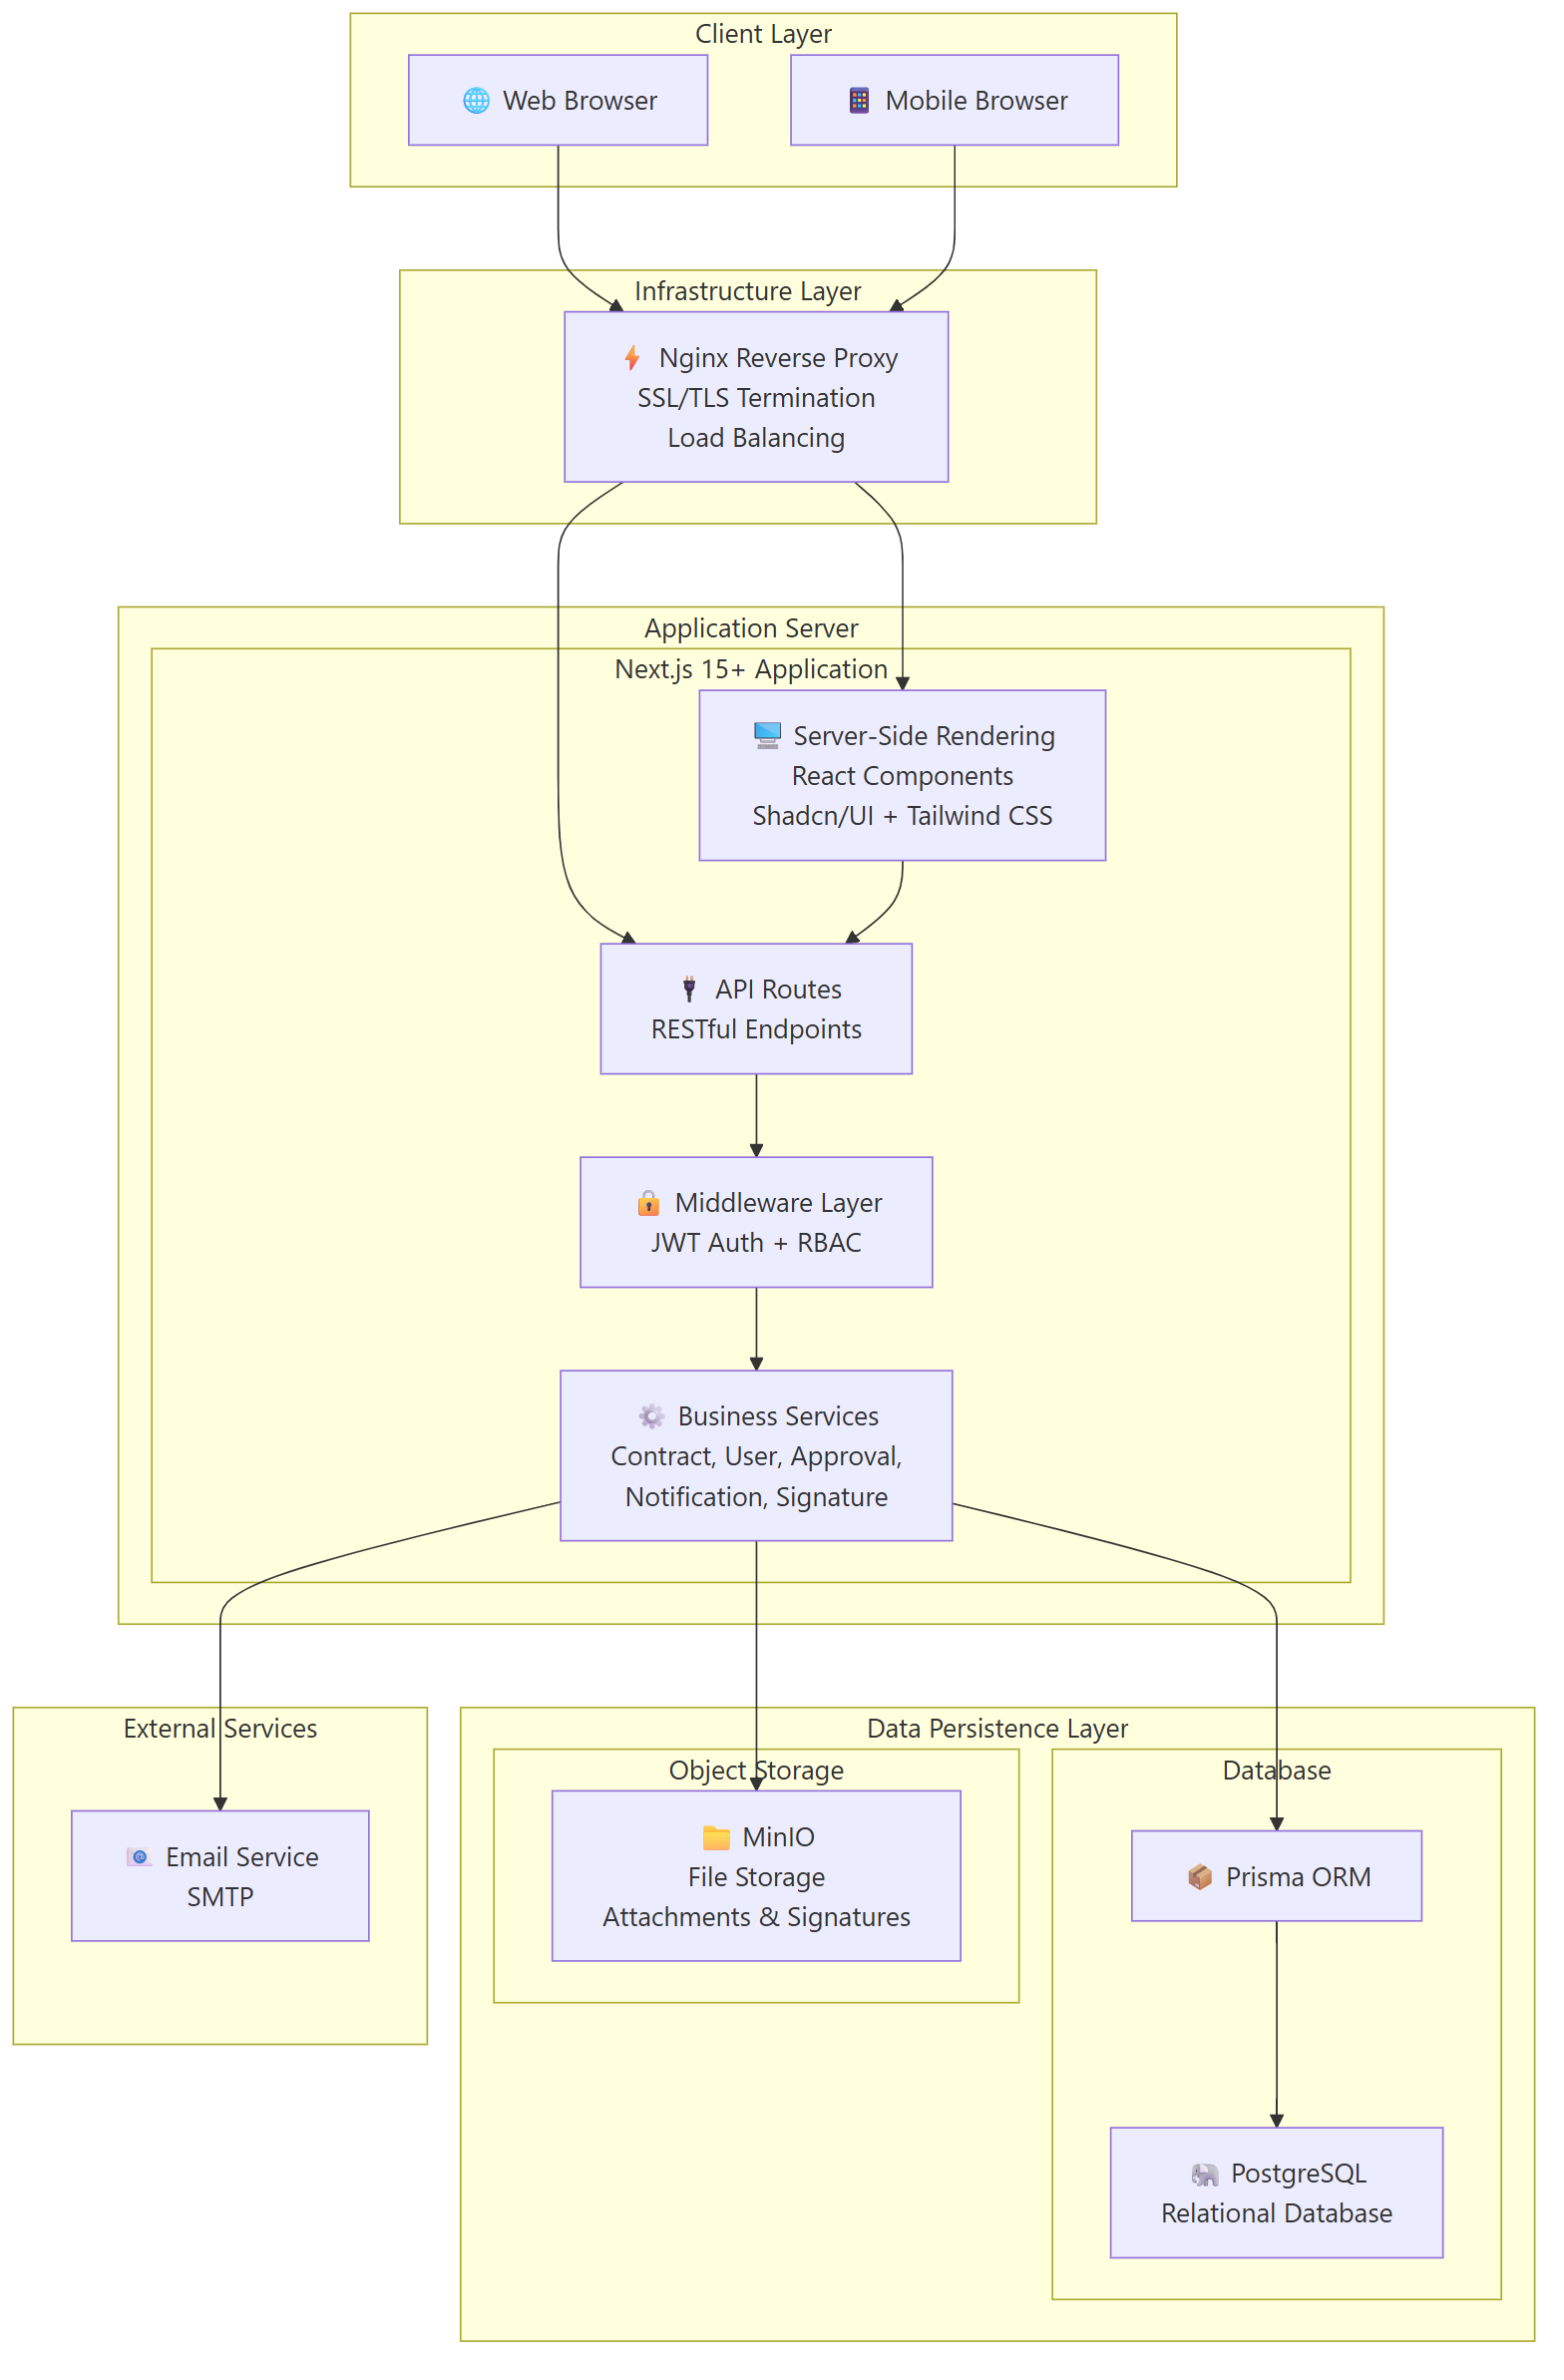 Client Layer
Web Browser
Mobile Browser
Infrastructure Layer
Nginx Reverse Proxy
SSL/TLS Termination
Load Balancing
Application Server
Next.js 15+ Application
Server-Side Rendering
React Components
Shadcn/UI + Tailwind CSS
API Routes
RESTful Endpoints
Middleware Layer
JWT Auth + RBAC
Business Services
Contract, User, Approval,
Notification, Signature
External Services
Email Service
SMTP
Data Persistence Layer
Object Storage
MinIO
File Storage
Attachments & Signatures
Database
Prisma ORM
PostgreSQL
Relational Database